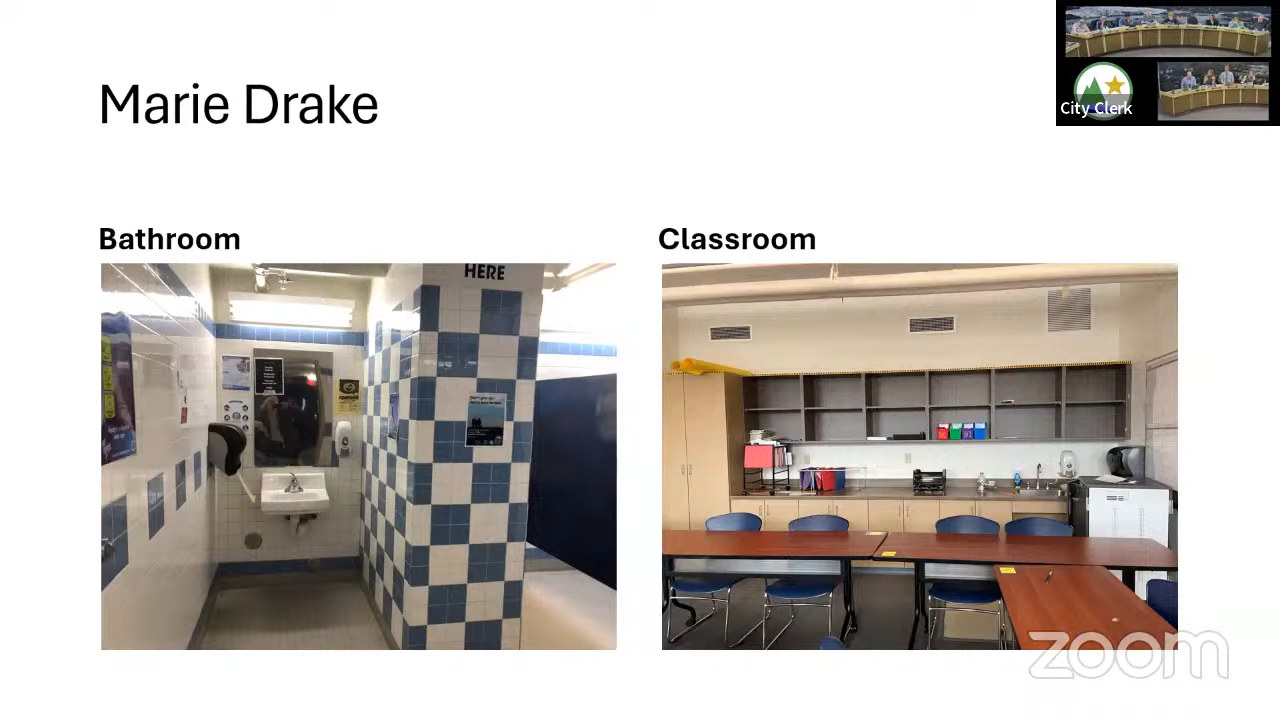 Marie Drake
City Clerk
Bathroom
Classroom
HERE
zoom